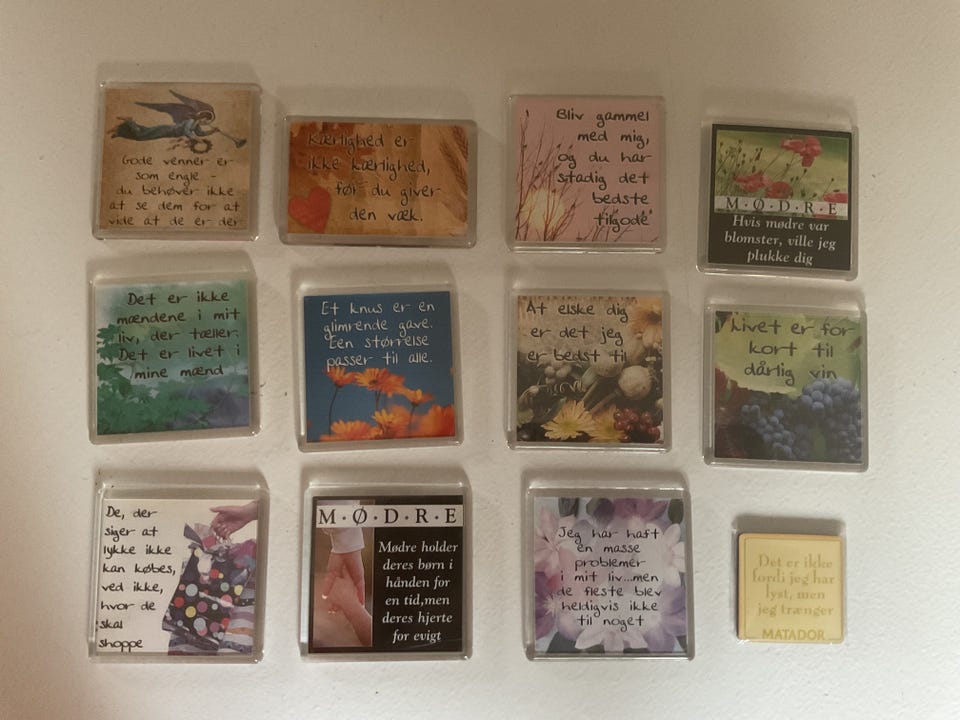 Gode venner er
som engle -
du behøver ikke
at se dem for at
vide at de er der
Kærlighed er
ikke kærlighed,
før du giver
den væk.
Bliv gammel
med mig,
og du har
stadig det
bedste
tilgode
M·Ø·D·R·E
Hvis mødre var
blomster, ville jeg
plukke dig
Det er ikke
mændene i mit
liv, der tæller.
Det er livet i
mine mænd
Et knus er en
glimrende gave.
Een størrelse
passer til alle.
At elske dig
er det jeg
er bedst til
Livet er for
kort til
dårlig vin
De, der
siger at
lykke ikke
kan købes,
ved ikke,
hvor de
skal
shoppe
M·Ø·D·R·E
Mødre holder
deres børn i
hånden for
en tid,men
deres hjerte
for evigt
Jeg har haft
en masse
problemer
i mit liv...men
de fleste blev
heldigvis ikke
til noget
Det er ikke
fordi jeg har
lyst, men
jeg trænger
MATADOR